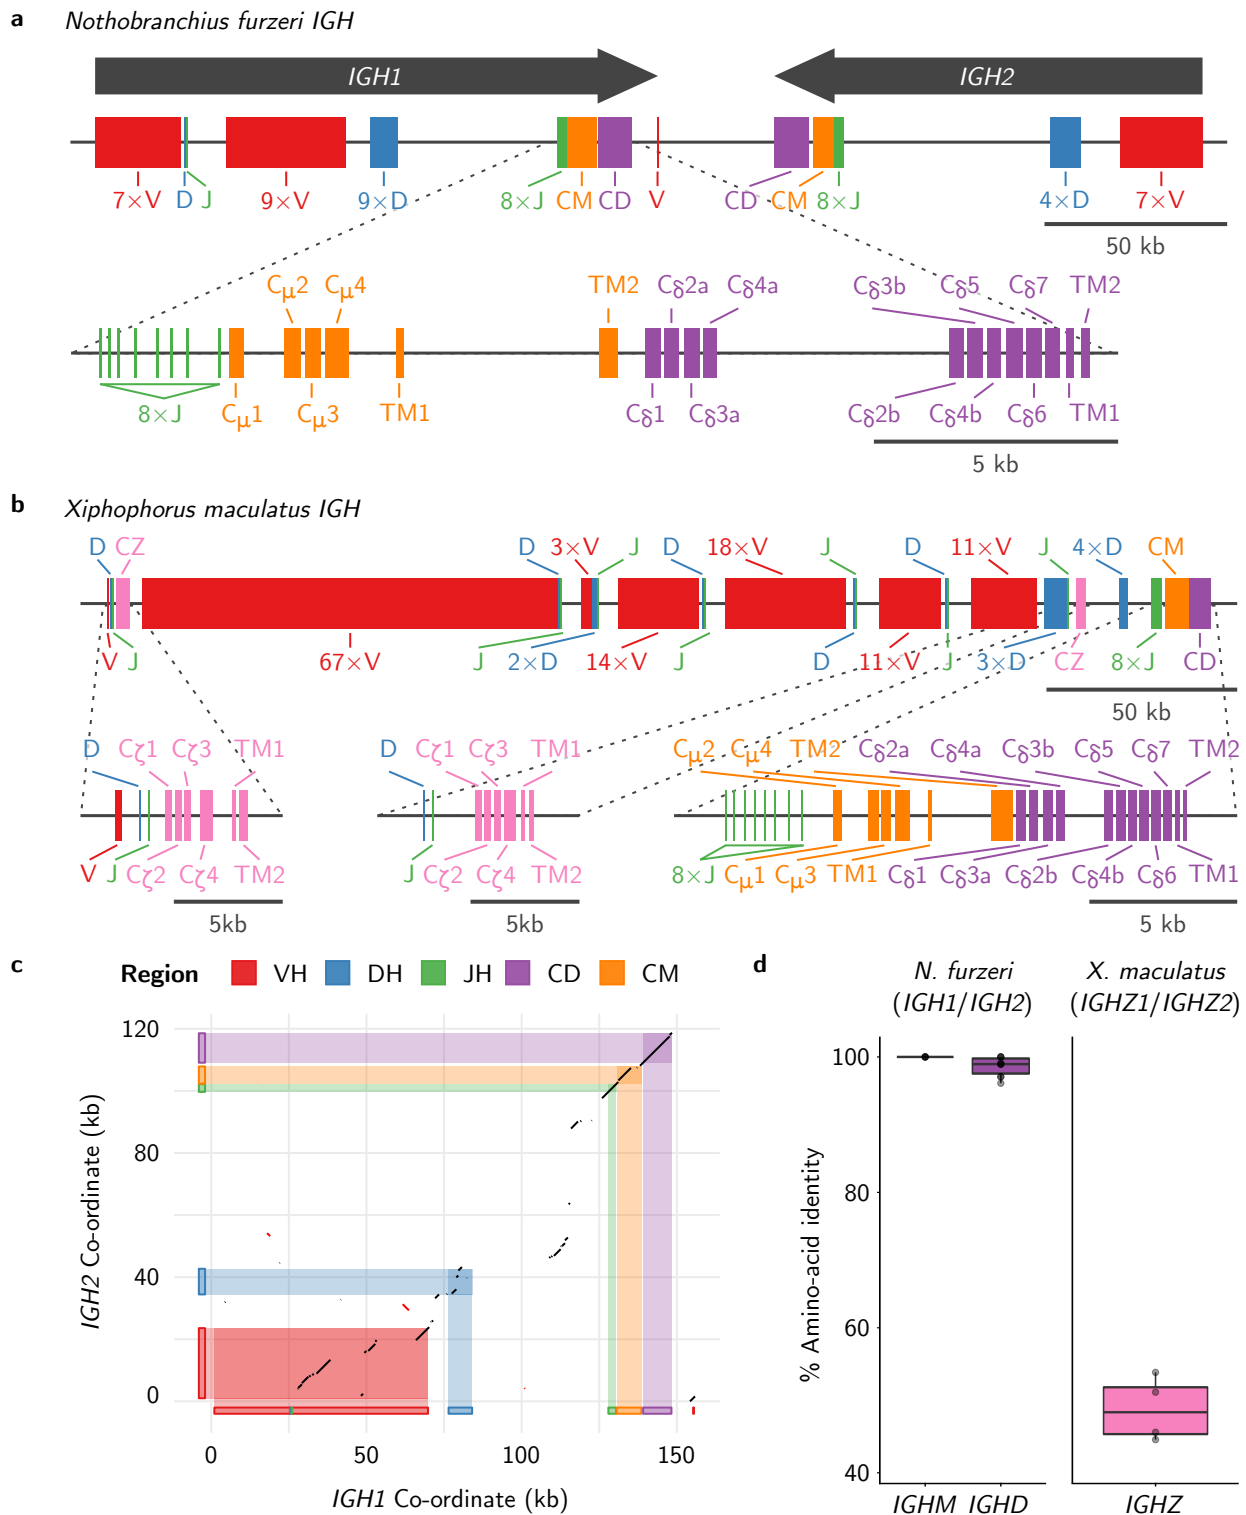 a Nothobranchius furzeri IGH
IGH1 IGH2
7×V D J 9×V 9×D 8×J CM CD V CD CM 8×J 4×D 7×V
50 kb
Cμ2 Cμ4 TM2 Cδ2a Cδ4a Cδ3b Cδ5 Cδ7 TM2
8×J Cμ1 Cμ3 TM1 Cδ1 Cδ3a Cδ2b Cδ4b Cδ6 TM1
5 kb
b Xiphophorus maculatus IGH
D CZ D 3×V J D 18×V J D 11×V J 4×D CM
V J 67×V J 2×D 14×V J D 11×V J 3×D CZ 8×J CD
50 kb
D Cζ1 Cζ3 TM1 D Cζ1 Cζ3 TM1 Cμ2 Cμ4 TM2 Cδ2a Cδ4a Cδ3b Cδ5 Cδ7 TM2
V J Cζ2 Cζ4 TM2 J Cζ2 Cζ4 TM2 8×J Cμ1 Cμ3 TM1 Cδ1 Cδ3a Cδ2b Cδ4b Cδ6 TM1
5kb 5kb 5 kb
c Region VH DH JH CD CM
120
80
40
0
IGH2 Co-ordinate (kb)
0 50 100 150
IGH1 Co-ordinate (kb)
d N. furzeri X. maculatus
(IGH1/IGH2) (IGHZ1/IGHZ2)
100
80
60
40
% Amino-acid identity
IGHM IGHD IGHZ